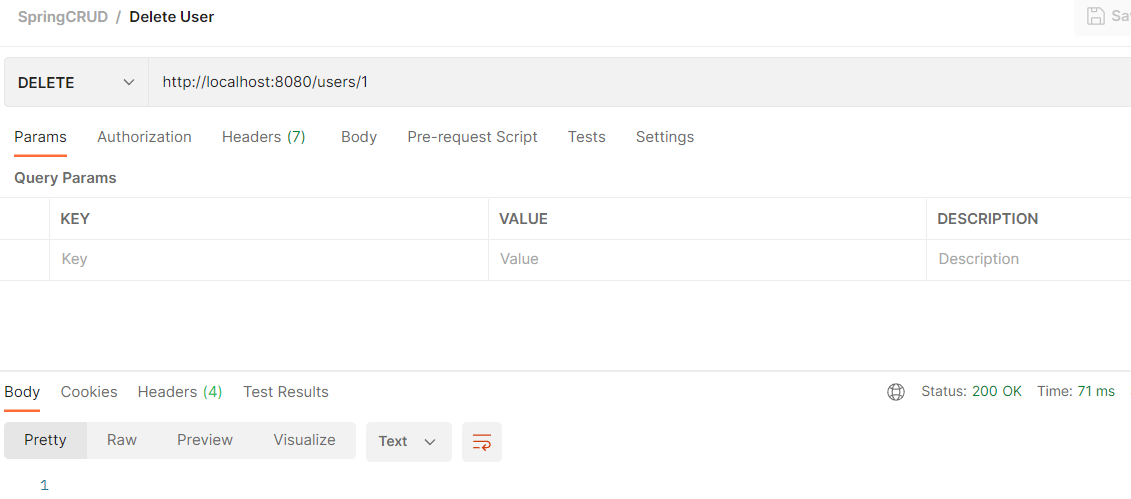 SpringCRUD / Delete User
DELETE http://localhost:8080/users/1
Params Authorization Headers (7) Body Pre-request Script Tests Settings
Query Params
KEY VALUE DESCRIPTION
Key Value Description
Body Cookies Headers (4) Test Results Status: 200 OK Time: 71 ms
Pretty Raw Preview Visualize Text
1